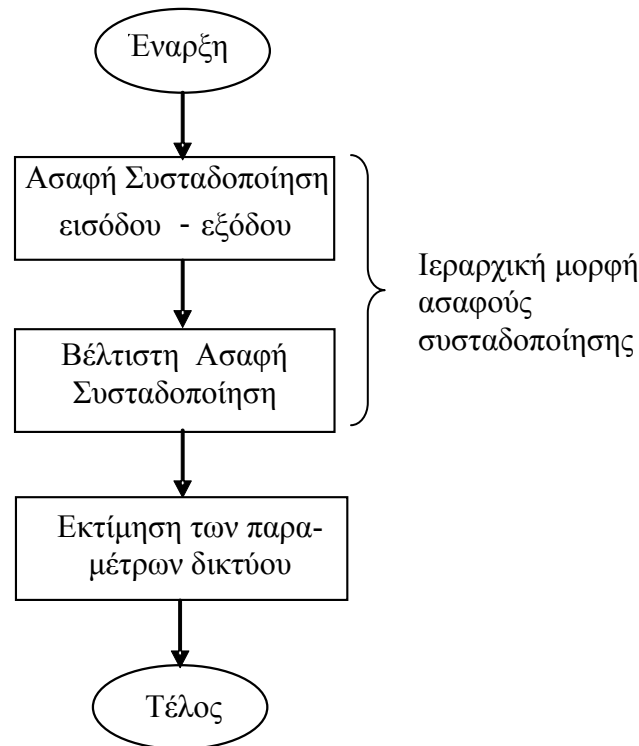 Έναρξη
Ασαφή Συσταδοποίηση
εισόδου - εξόδου
Βέλτιστη Ασαφή
Συσταδοποίηση
Ιεραρχική μορφή
ασαφούς
συσταδοποίησης
Εκτίμηση των παρα-
μέτρων δικτύου
Τέλος